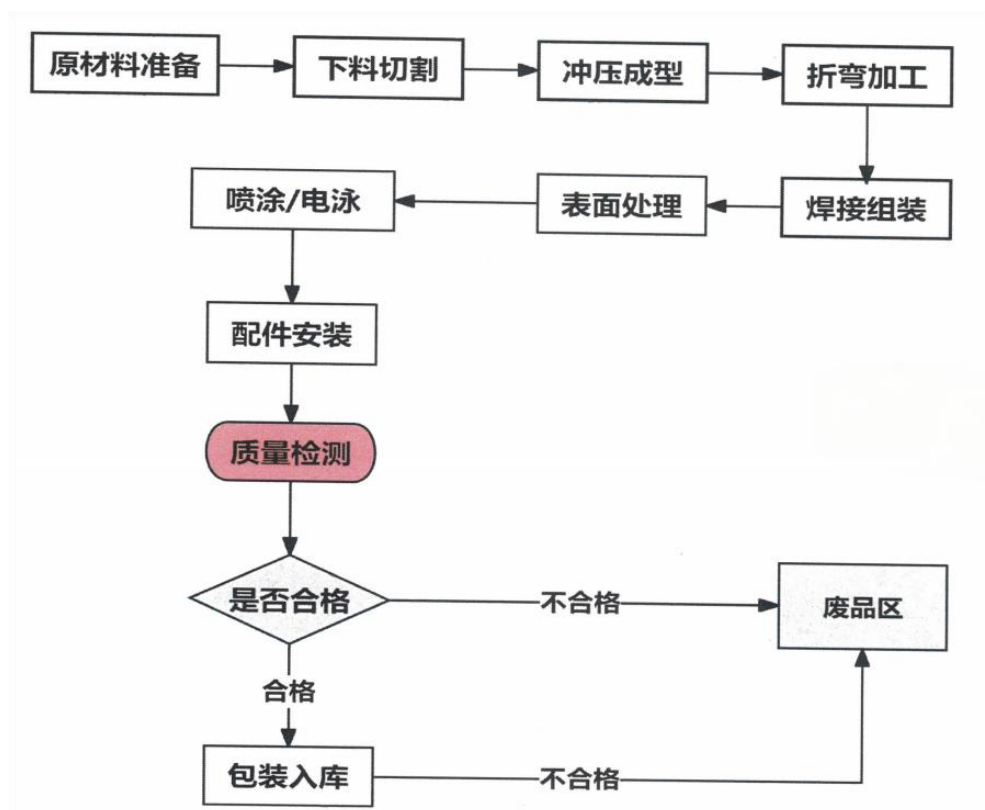 原材料准备
下料切割
冲压成型
折弯加工
焊接组装
表面处理
喷涂/电泳
配件安装
质量检测
是否合格
不合格
废品区
合格
包装入库
不合格